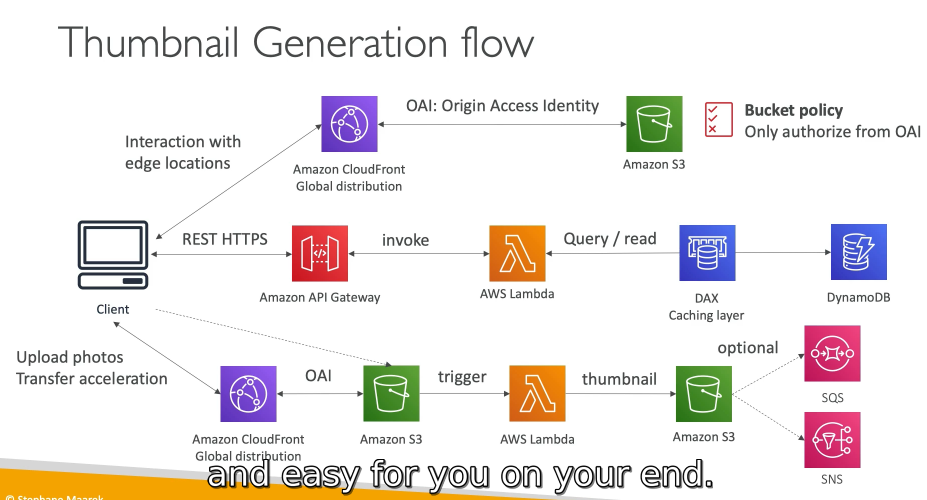 Thumbnail Generation flow
OAI: Origin Access Identity
Bucket policy
Only authorize from OAI
Interaction with
edge locations
Amazon CloudFront
Global distribution
Amazon S3
REST HTTPS
invoke
Query / read
Client
Amazon API Gateway
AWS Lambda
DAX
Caching layer
DynamoDB
Upload photos
Transfer acceleration
OAI
trigger
thumbnail
optional
Amazon CloudFront
Global distribution
Amazon S3
AWS Lambda
Amazon S3
SQS
SNS
and easy for you on your end.
© Stephane Maarek